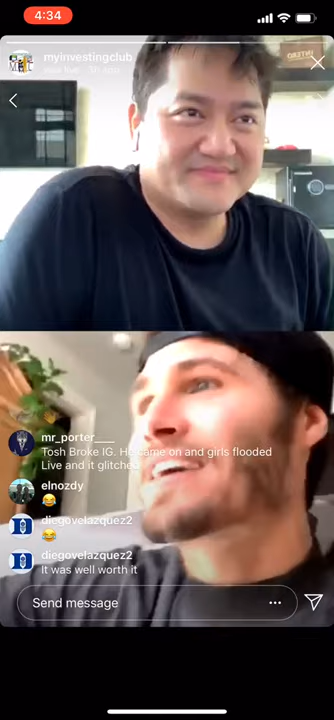 4:34
myinvestingclub
mr_porter____
Tosh Broke IG. He came on and girls flooded
Live and it glitched
elnozdy
😂
diegovelazquez2
😂
diegovelazquez2
It was well worth it
Send message